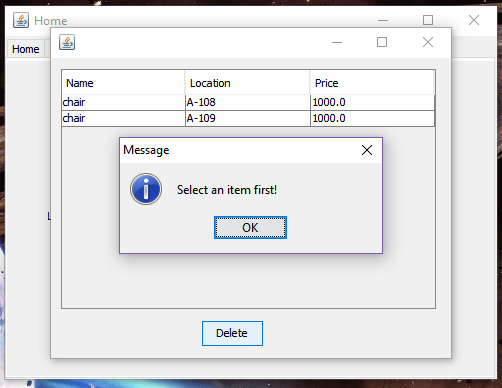 Home
Home
Name Location Price
chair A-108 1000.0
chair A-109 1000.0
Message
Select an item first!
OK
Delete